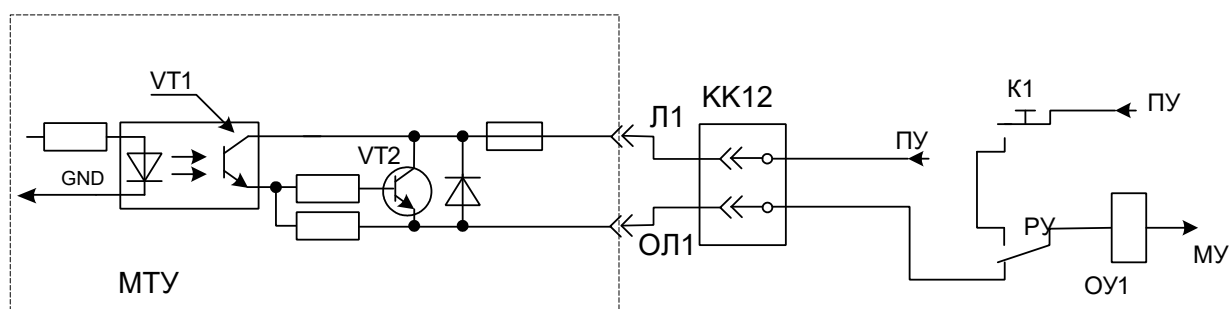 VT1
GND
VT2
МТУ
Л1
ОЛ1
КК12
ПУ
К1
ПУ
РУ
ОУ1
МУ